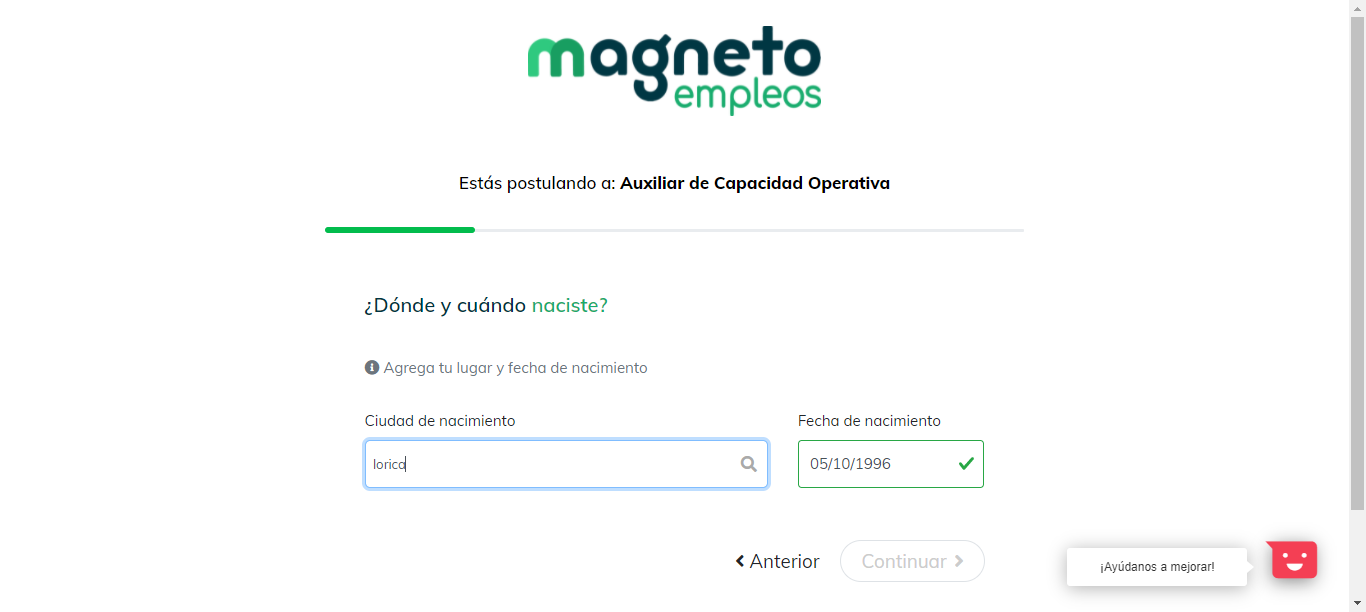 magneto
empleos
Estás postulando a: Auxiliar de Capacidad Operativa
¿Dónde y cuándo naciste?
Agrega tu lugar y fecha de nacimiento
Ciudad de nacimiento
Fecha de nacimiento
lorica
05/10/1996
Anterior
Continuar
¡Ayúdanos a mejorar!